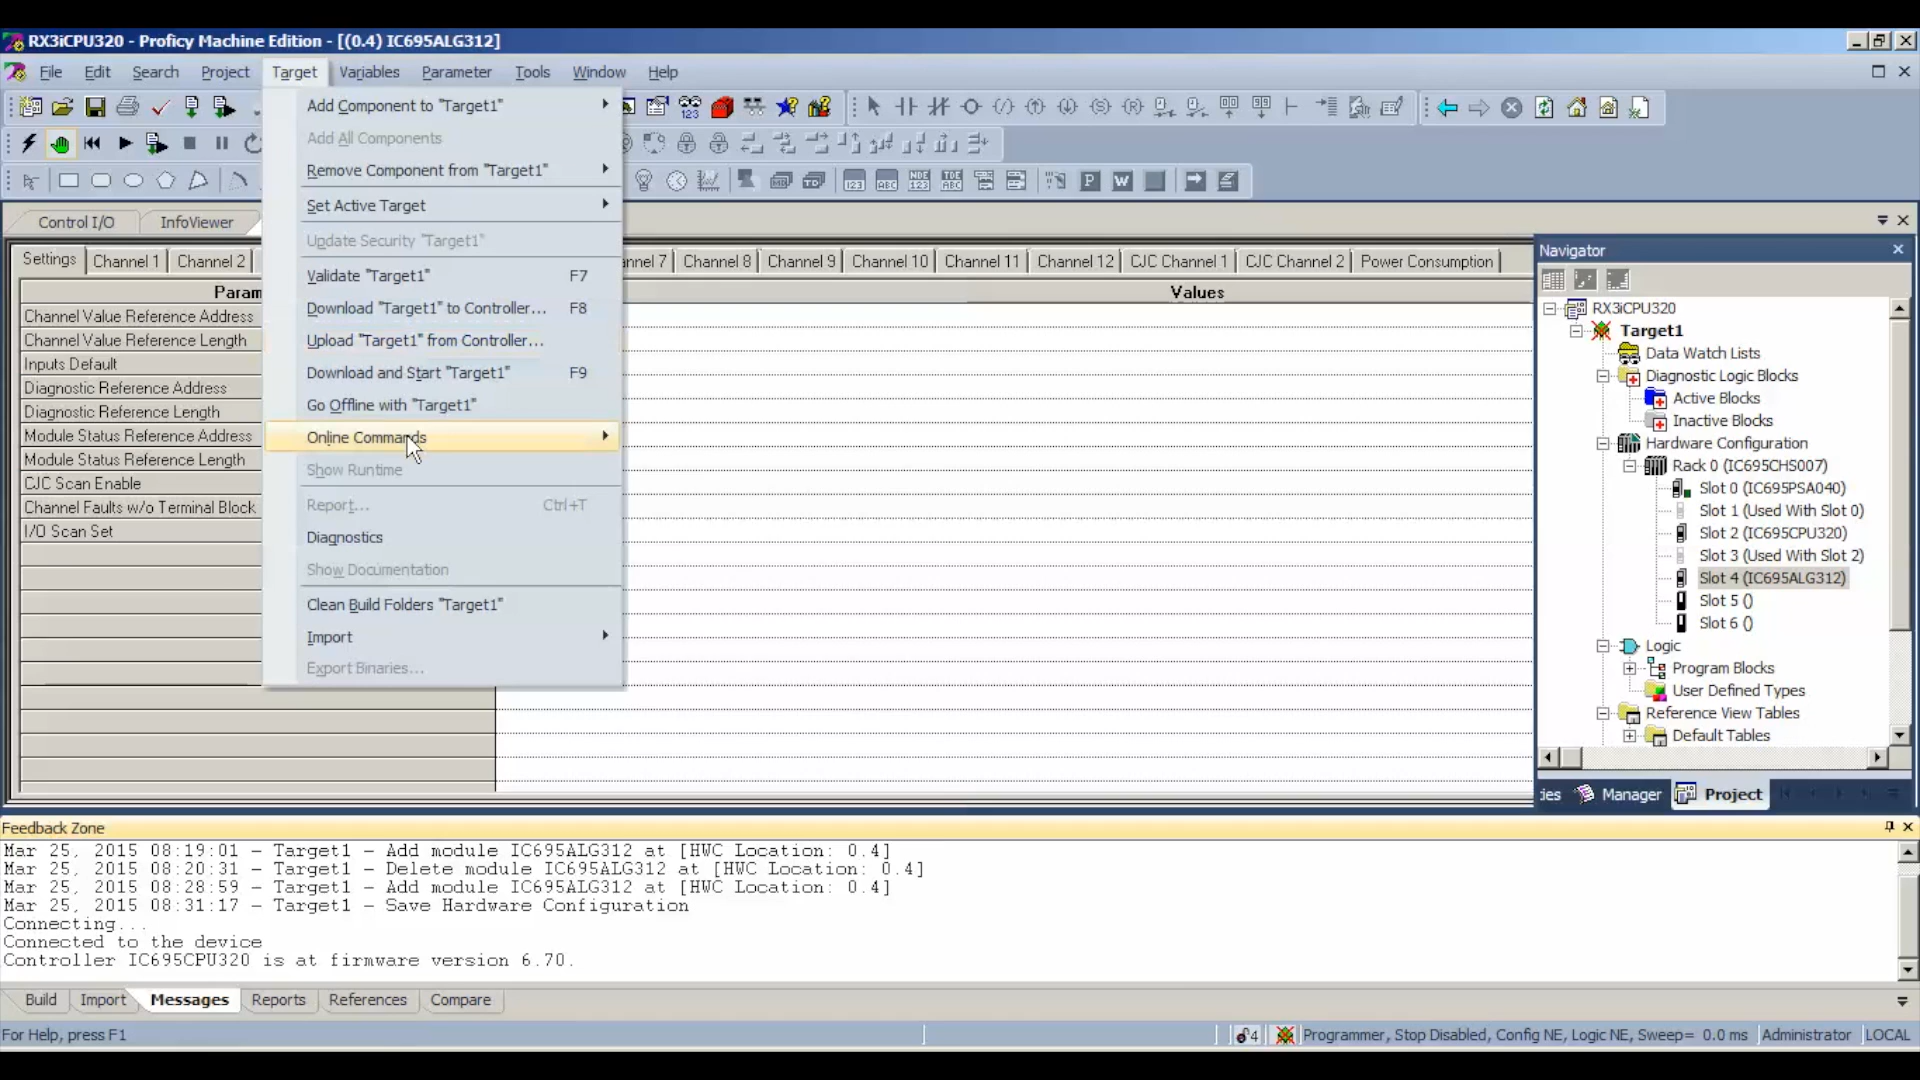 RX3iCPU320 - Proficy Machine Edition - [(0.4) IC695ALG312]
File Edit Search Project Target Variables Parameter Tools Window Help
Control I/O InfoViewer
Settings Channel 1 Channel 2 annel 7 Channel 8 Channel 9 Channel 10 Channel 11 Channel 12 CJC Channel 1 CJC Channel 2 Power Consumption
Param Values
Channel Value Reference Address
Channel Value Reference Length
Inputs Default
Diagnostic Reference Address
Diagnostic Reference Length
Module Status Reference Address
Module Status Reference Length
CJC Scan Enable
Channel Faults w/o Terminal Block
I/O Scan Set
Add Component to "Target1"
Add All Components
Remove Component from "Target1"
Set Active Target
Update Security "Target1"
Validate "Target1" F7
Download "Target1" to Controller... F8
Upload "Target1" from Controller...
Download and Start "Target1" F9
Go Offline with "Target1"
Online Commands
Show Runtime
Report... Ctrl+T
Diagnostics
Show Documentation
Clean Build Folders "Target1"
Import
Export Binaries...
Navigator
RX3iCPU320
Target1
Data Watch Lists
Diagnostic Logic Blocks
Active Blocks
Inactive Blocks
Hardware Configuration
Rack 0 (IC695CHS007)
Slot 0 (IC695PSA040)
Slot 1 (Used With Slot 0)
Slot 2 (IC695CPU320)
Slot 3 (Used With Slot 2)
Slot 4 (IC695ALG312)
Slot 5 ()
Slot 6 ()
Logic
Program Blocks
User Defined Types
Reference View Tables
Default Tables
ies Manager Project
Feedback Zone
Mar 25, 2015 08:19:01 - Target1 - Add module IC695ALG312 at [HWC Location: 0.4]
Mar 25, 2015 08:20:31 - Target1 - Delete module IC695ALG312 at [HWC Location: 0.4]
Mar 25, 2015 08:28:59 - Target1 - Add module IC695ALG312 at [HWC Location: 0.4]
Mar 25, 2015 08:31:17 - Target1 - Save Hardware Configuration
Connecting...
Connected to the device
Controller IC695CPU320 is at firmware version 6.70.
Build Import Messages Reports References Compare
For Help, press F1 4 Programmer, Stop Disabled, Config NE, Logic NE, Sweep= 0.0 ms Administrator LOCAL